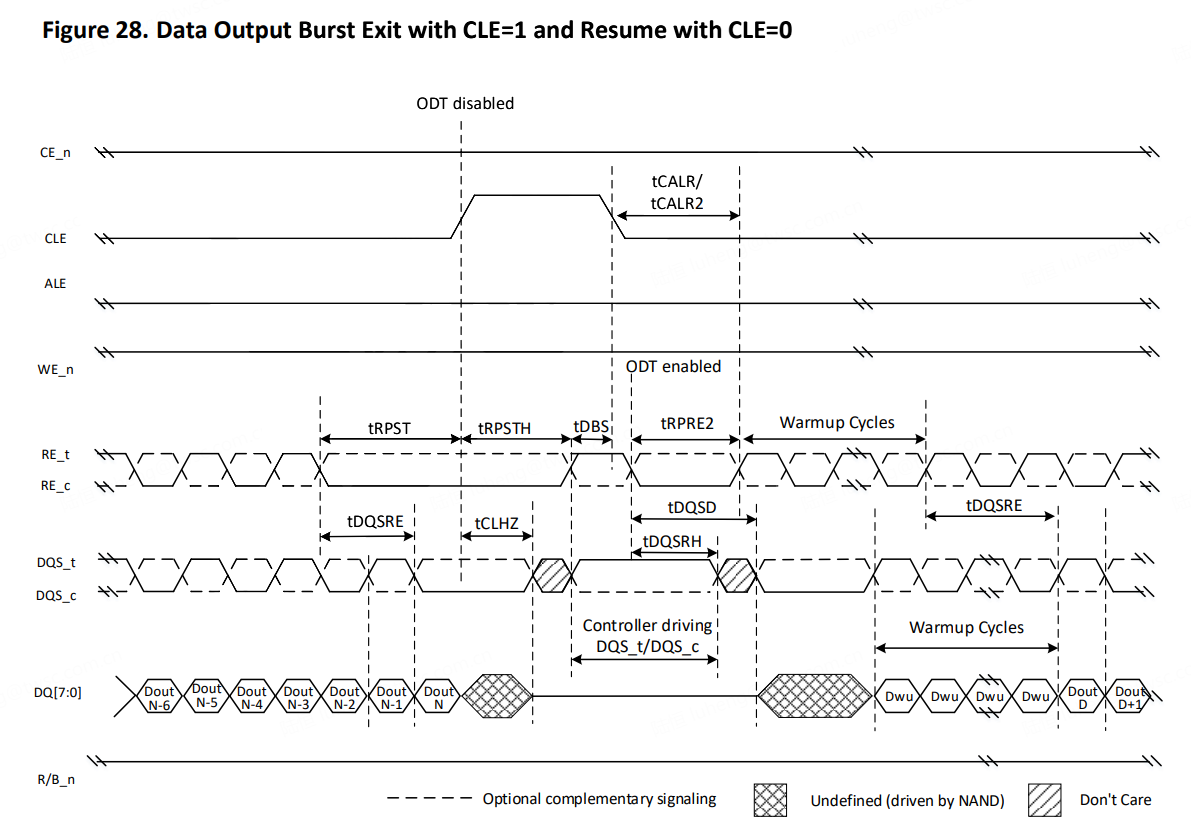 Figure 28. Data Output Burst Exit with CLE=1 and Resume with CLE=0
ODT disabled
CE_n
tCALR/
tCALR2
CLE
ALE
WE_n
ODT enabled
tRPST
tRPSTH
tDBS
tRPRE2
Warmup Cycles
RE_t
RE_c
tDQSRE
tCLHZ
tDQSD
tDQSRE
tDQSRH
DQS_t
DQS_c
Controller driving
DQS_t/DQS_c
Warmup Cycles
DQ[7:0]
Dout
N-6
Dout
N-5
Dout
N-4
Dout
N-3
Dout
N-2
Dout
N-1
Dout
N
Dwu
Dwu
Dwu
Dwu
Dout
D
Dout
D+1
R/B_n
Optional complementary signaling
Undefined (driven by NAND)
Don't Care